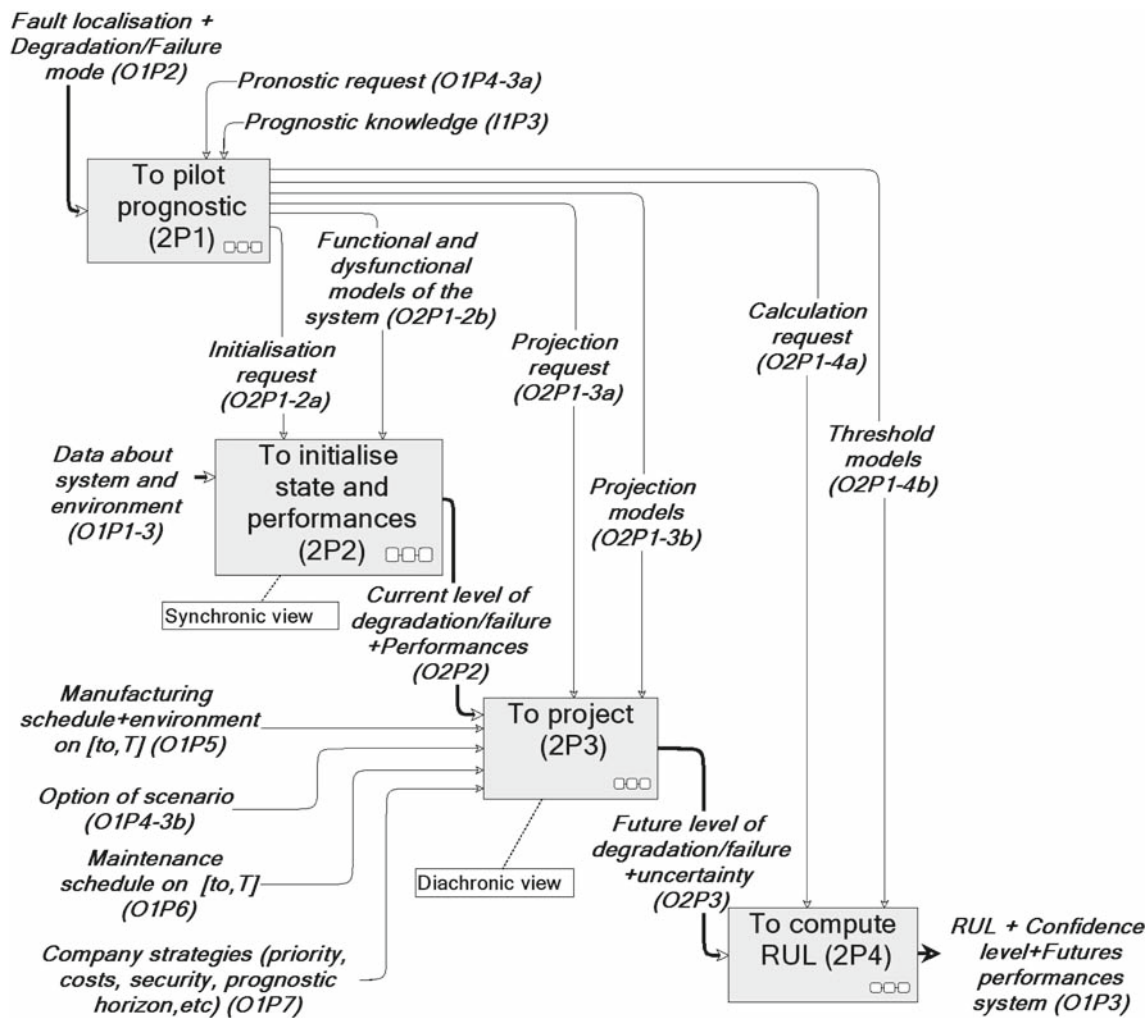 Fault localisation +
Degradation/Failure
mode (O1P2)
Pronostic request (O1P4-3a)
Prognostic knowledge (I1P3)
To pilot
prognostic
(2P1)
Functional and
dysfunctional
models of the
system (O2P1-2b)
Initialisation
request
(O2P1-2a)
Projection
request
(O2P1-3a)
Calculation
request
(O2P1-4a)
Threshold
models
(O2P1-4b)
Projection
models
(O2P1-3b)
Data about
system and
environment
(O1P1-3)
To initialise
state and
performances
(2P2)
Synchronic view
Current level of
degradation/failure
+Performances
(O2P2)
Manufacturing
schedule+environment
on [to,T] (O1P5)
Option of scenario
(O1P4-3b)
Maintenance
schedule on [to,T]
(O1P6)
Company strategies (priority,
costs, security, prognostic
horizon,etc) (O1P7)
To project
(2P3)
Diachronic view
Future level of
degradation/failure
+uncertainty
(O2P3)
To compute
RUL (2P4)
RUL + Confidence
level+Futures
performances
system (O1P3)